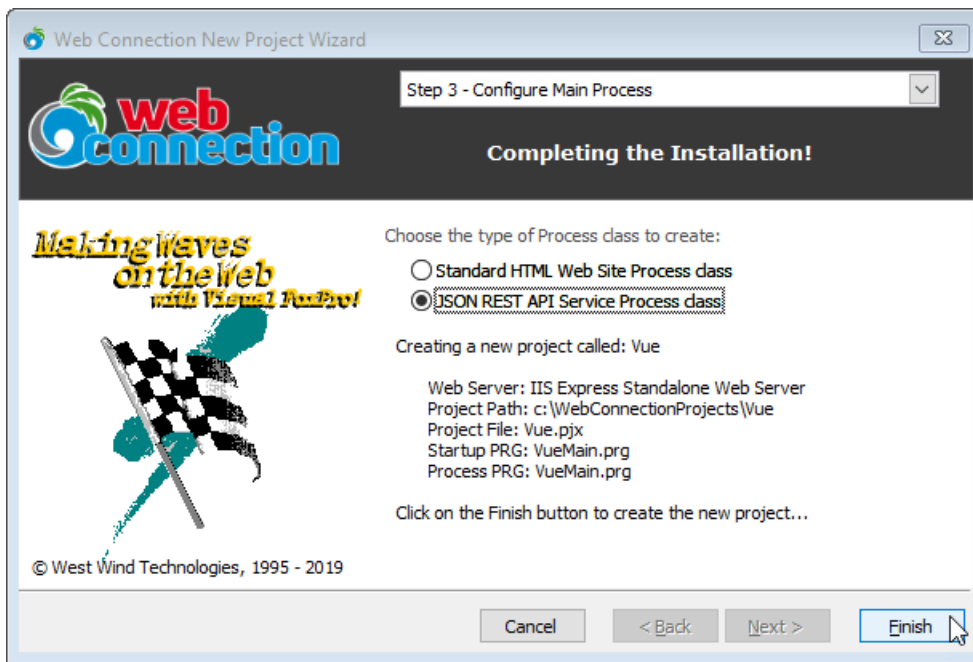 Web Connection New Project Wizard
web
connection
Step 3 - Configure Main Process
Completing the Installation!
Making Waves
on the Web
with Visual FoxPro!
Choose the type of Process class to create:
Standard HTML Web Site Process class
JSON REST API Service Process class
Creating a new project called: Vue
Web Server: IIS Express Standalone Web Server
Project Path: c:\WebConnectionProjects\Vue
Project File: Vue.pjx
Startup PRG: VueMain.prg
Process PRG: VueMain.prg
Click on the Finish button to create the new project...
© West Wind Technologies, 1995 - 2019
Cancel
< Back
Next >
Finish